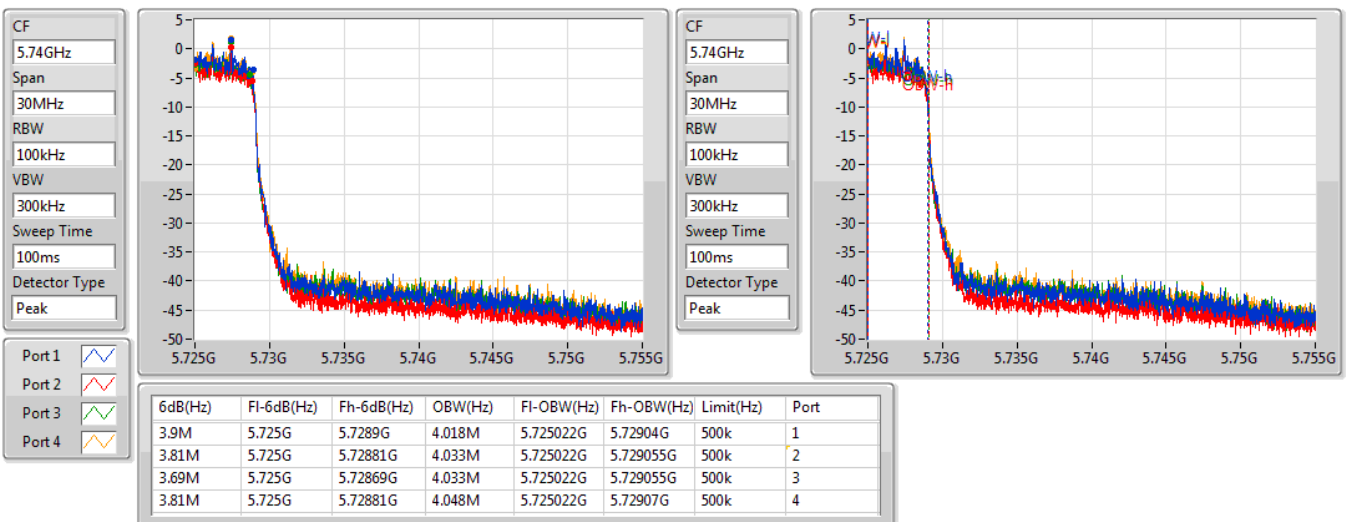 CF
5.74GHz
Span
30MHz
RBW
100kHz
VBW
300kHz
Sweep Time
100ms
Detector Type
Peak
5
0
-5
-10
-15
-20
-25
-30
-35
-40
-45
-50
5.725G 5.73G 5.735G 5.74G 5.745G 5.75G 5.755G
CF
5.74GHz
Span
30MHz
RBW
100kHz
VBW
300kHz
Sweep Time
100ms
Detector Type
Peak
5
0
-5
-10
-15
-20
-25
-30
-35
-40
-45
-50
5.725G 5.73G 5.735G 5.74G 5.745G 5.75G 5.755G
Port 1
Port 2
Port 3
Port 4
6dB(Hz) Fl-6dB(Hz) Fh-6dB(Hz) OBW(Hz) Fl-OBW(Hz) Fh-OBW(Hz) Limit(Hz) Port
3.9M 5.725G 5.7289G 4.018M 5.725022G 5.72904G 500k 1
3.81M 5.725G 5.72881G 4.033M 5.725022G 5.729055G 500k 2
3.69M 5.725G 5.72869G 4.033M 5.725022G 5.729055G 500k 3
3.81M 5.725G 5.72881G 4.048M 5.725022G 5.72907G 500k 4